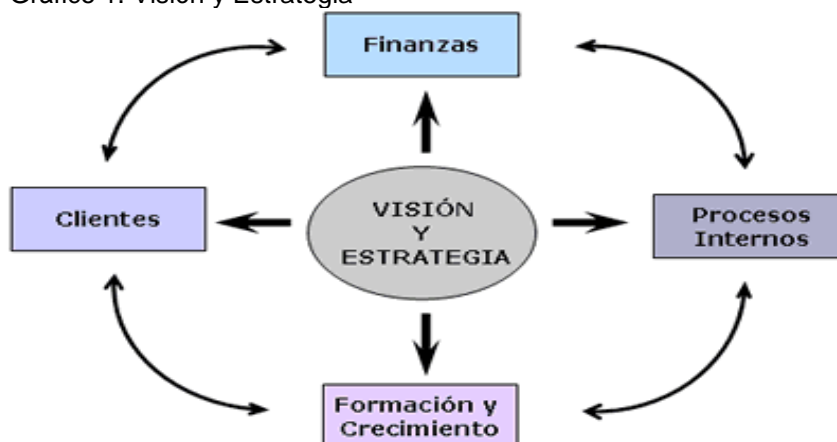 Gráfico 1. Visión y Estrategia
Finanzas
Clientes
VISIÓN
Y
ESTRATEGIA
Procesos
Internos
Formación y
Crecimiento